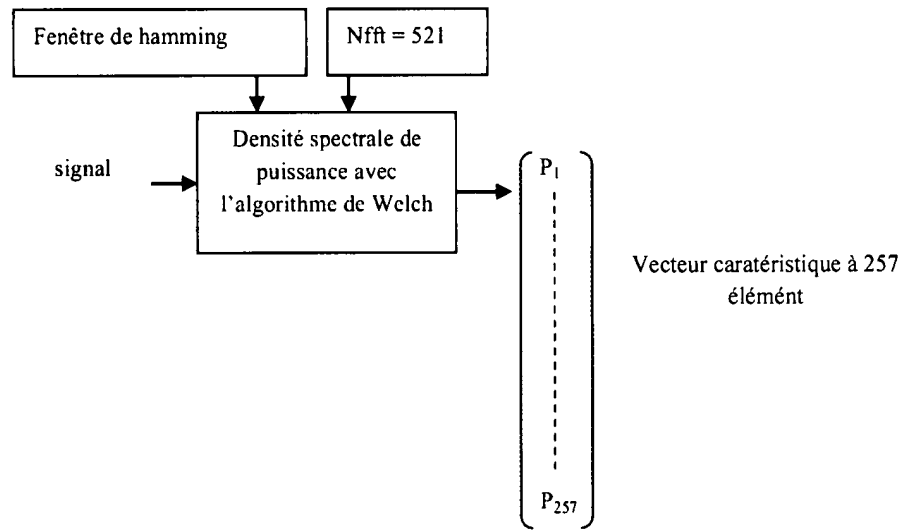 Fenêtre de hamming
Nfft = 521
Densité spectrale de
puissance avec
l'algorithme de Welch
signal
P1
Vecteur caratéristique à 257
élémént
P257